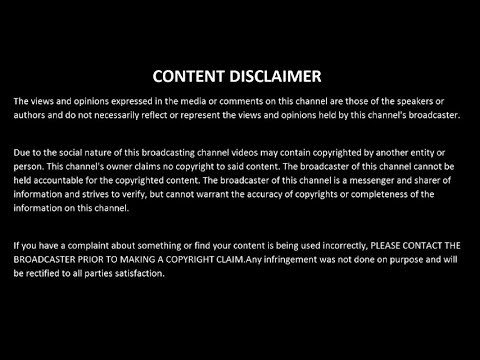 CONTENT DISCLAIMER
The views and opinions expressed in the media or comments on this channel are those of the speakers or
authors and do not necessarily reflect or represent the views and opinions held by this channel's broadcaster.
Due to the social nature of this broadcasting channel videos may contain copyrighted by another entity or
person. This channel's owner claims no copyright to said content. The broadcaster of this channel cannot be
held accountable for the copyrighted content. The broadcaster of this channel is a messenger and sharer of
information and strives to verify, but cannot warrant the accuracy of copyrights or completeness of the
information on this channel.
If you have a complaint about something or find your content is being used incorrectly, PLEASE CONTACT THE
BROADCASTER PRIOR TO MAKING A COPYRIGHT CLAIM.Any infringement was not done on purpose and will
be rectified to all parties satisfaction.